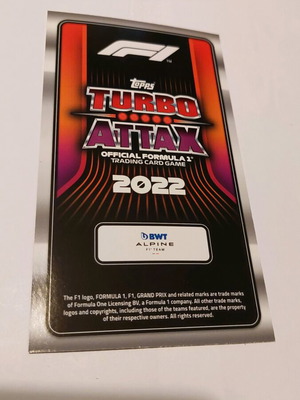 F1
TM
Topps
TURBO
ATTAX
OFFICIAL FORMULA 1®
TRADING CARD GAME
2022
BWT
ALPINE
F1® TEAM
The F1 logo, FORMULA 1, F1, GRAND PRIX and related marks are trade marks
of Formula One Licensing BV, a Formula 1 company. All other trade marks,
logos and copyrights, including those of the teams featured, are the property
of their respective owners. All rights reserved.